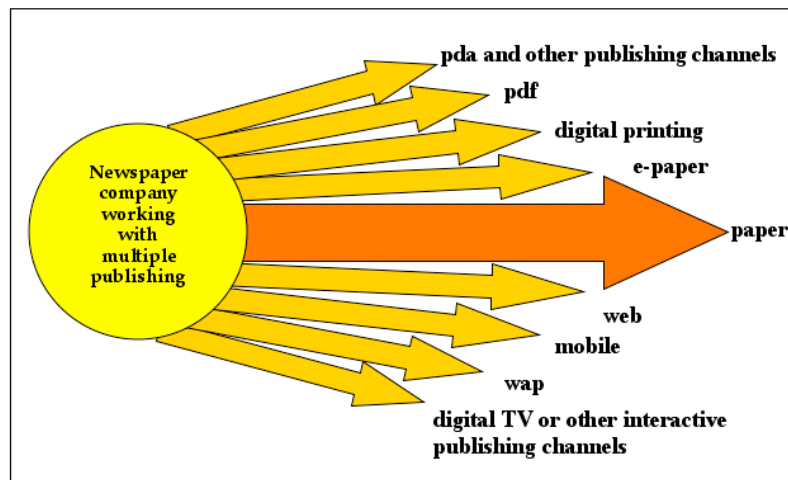 pda and other publishing channels
pdf
digital printing
e-paper
Newspaper
company
working
with
multiple
publishing
paper
web
mobile
wap
digital TV or other interactive
publishing channels